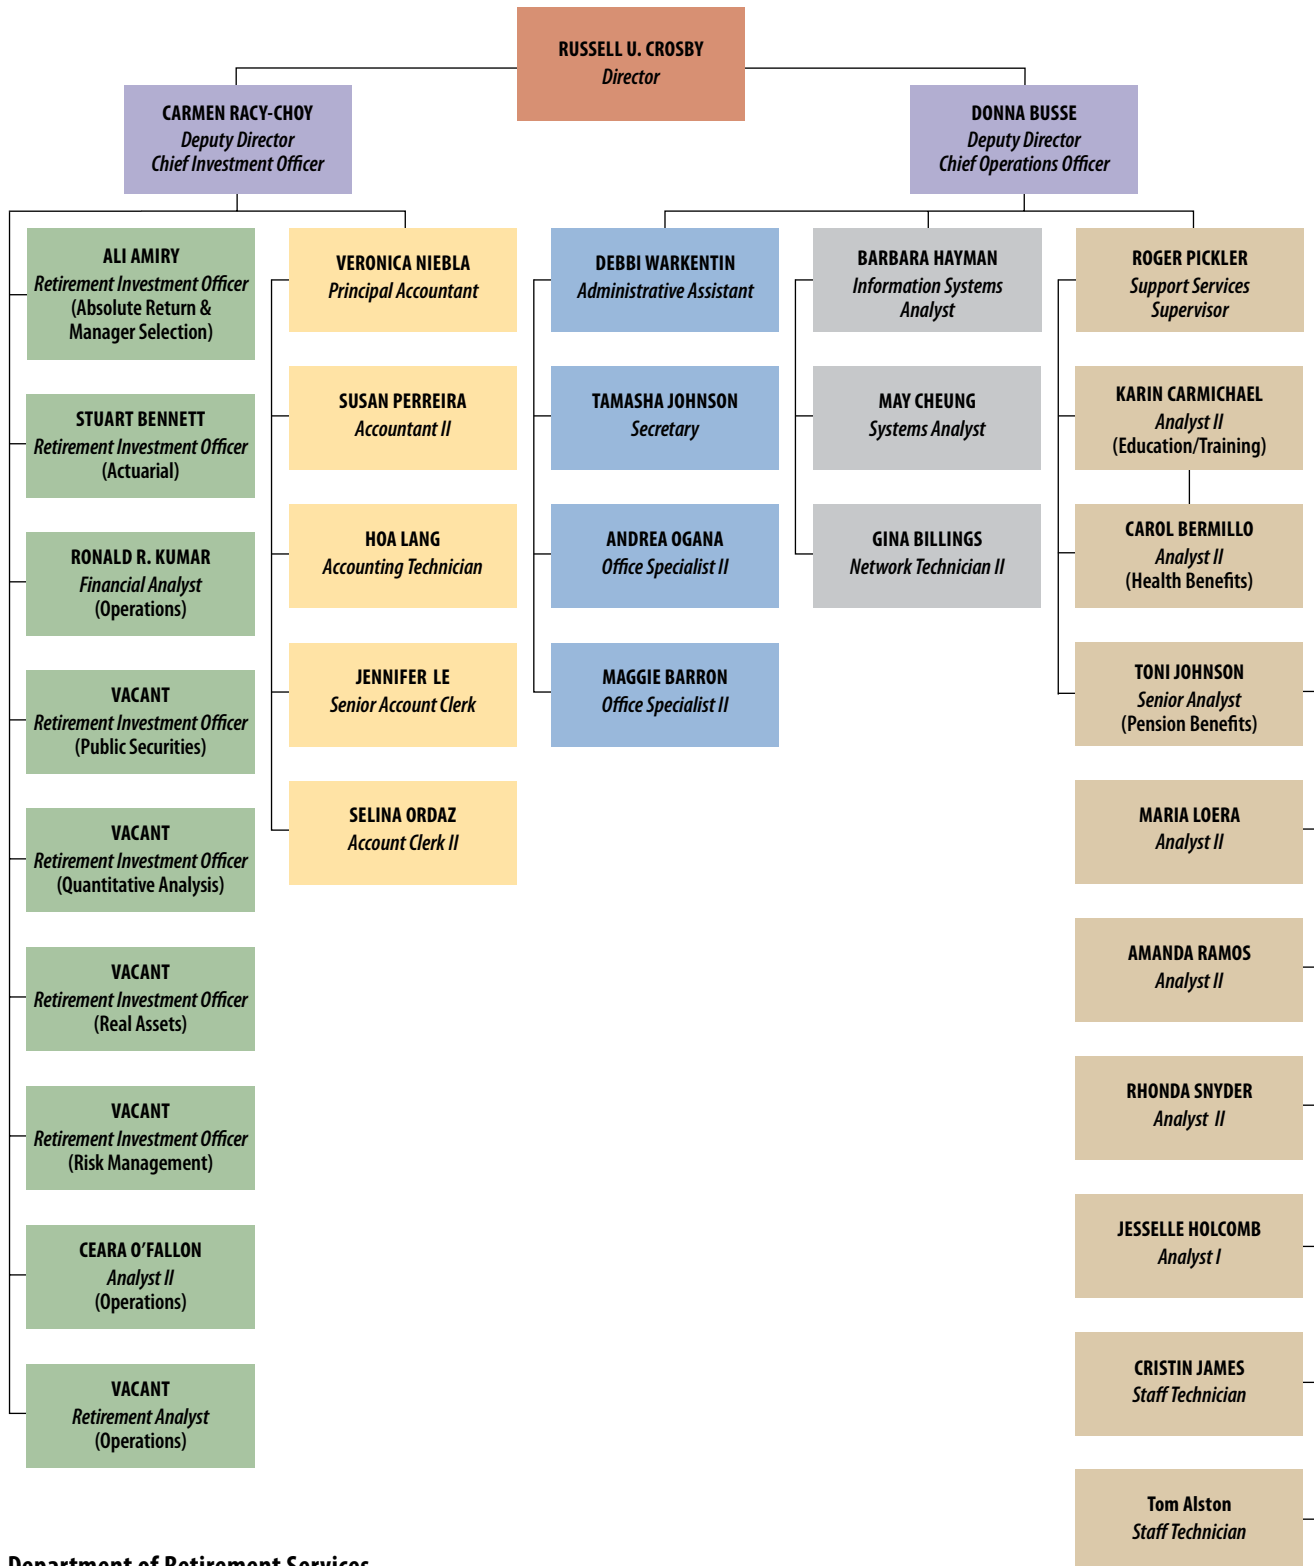 RUSSELL U. CROSBY
Director
CARMEN RACY-CHOY
Deputy Director
Chief Investment Officer
DONNA BUSSE
Deputy Director
Chief Operations Officer
ALI AMIRY
Retirement Investment Officer
(Absolute Return &
Manager Selection)
STUART BENNETT
Retirement Investment Officer
(Actuarial)
RONALD R. KUMAR
Financial Analyst
(Operations)
VACANT
Retirement Investment Officer
(Public Securities)
VACANT
Retirement Investment Officer
(Quantitative Analysis)
VACANT
Retirement Investment Officer
(Real Assets)
VACANT
Retirement Investment Officer
(Risk Management)
CEARA O'FALLON
Analyst II
(Operations)
VACANT
Retirement Analyst
(Operations)
VERONICA NIEBLA
Principal Accountant
SUSAN PERREIRA
Accountant II
HOA LANG
Accounting Technician
JENNIFER LE
Senior Account Clerk
SELINA ORDAZ
Account Clerk II
DEBBI WARKENTIN
Administrative Assistant
TAMASHA JOHNSON
Secretary
ANDREA OGANA
Office Specialist II
MAGGIE BARRON
Office Specialist II
BARBARA HAYMAN
Information Systems
Analyst
MAY CHEUNG
Systems Analyst
GINA BILLINGS
Network Technician II
ROGER PICKLER
Support Services
Supervisor
KARIN CARMICHAEL
Analyst II
(Education/Training)
CAROL BERMILLO
Analyst II
(Health Benefits)
TONI JOHNSON
Senior Analyst
(Pension Benefits)
MARIA LOERA
Analyst II
AMANDA RAMOS
Analyst II
RHONDA SNYDER
Analyst II
JESSELLE HOLCOMB
Analyst I
CRISTIN JAMES
Staff Technician
Tom Alston
Staff Technician
Department of Retirement Services